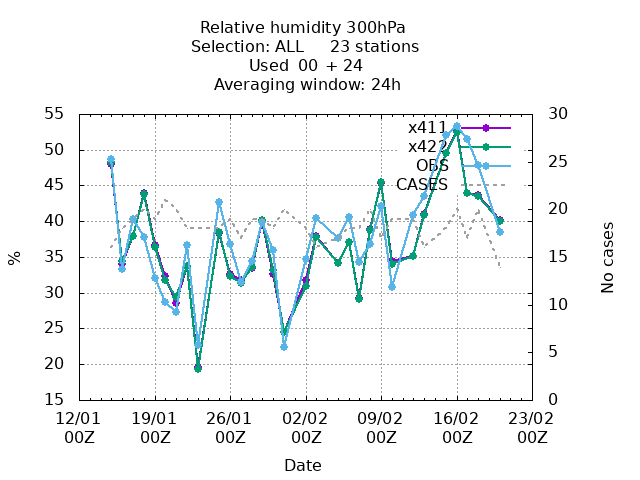 Relative humidity 300hPa
Selection: ALL     23 stations
Used  00  + 24
Averaging window: 24h
55
50
45
40
35
30
25
20
15
%
30
25
20
15
10
5
0
No cases
x411
x422
OBS
CASES
12/01 19/01 26/01 02/02 09/02 16/02 23/02
00Z 00Z 00Z 00Z 00Z 00Z 00Z
Date